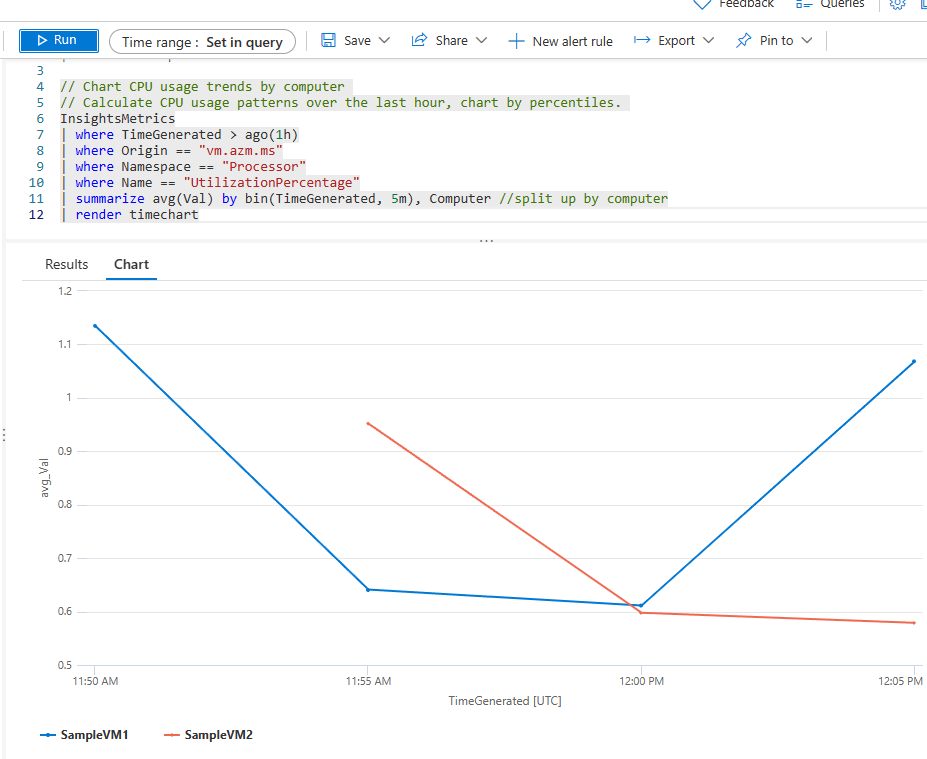 Feedback
Queries
Run
Time range : Set in query
Save
Share
New alert rule
Export
Pin to
3
4 // Chart CPU usage trends by computer
5 // Calculate CPU usage patterns over the last hour, chart by percentiles.
6 InsightsMetrics
7 | where TimeGenerated > ago(1h)
8 | where Origin == "vm.azm.ms"
9 | where Namespace == "Processor"
10 | where Name == "UtilizationPercentage"
11 | summarize avg(Val) by bin(TimeGenerated, 5m), Computer //split up by computer
12 | render timechart
...
Results
Chart
1.2
1.1
1
0.9
0.8
0.7
0.6
0.5
avg_Val
11:50 AM
11:55 AM
12:00 PM
12:05 PM
TimeGenerated [UTC]
SampleVM1
SampleVM2